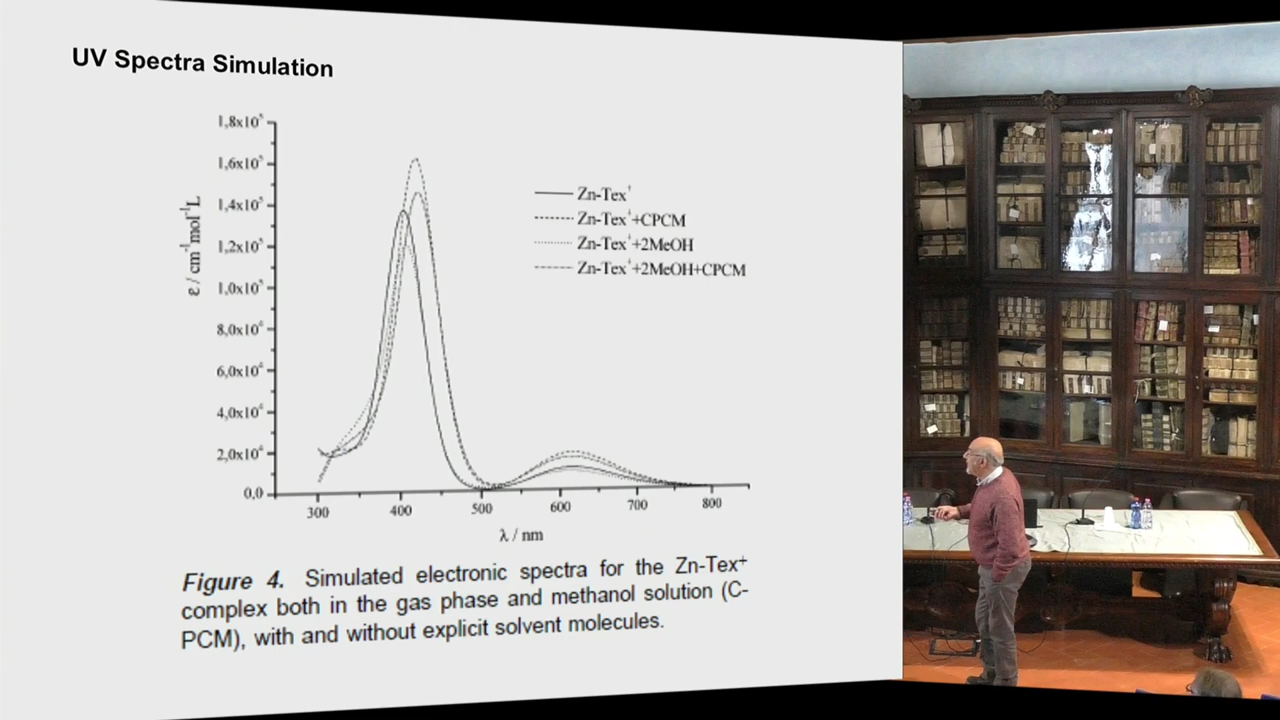 UV Spectra Simulation
1,8x10⁵
1,6x10⁵
1,4x10⁵
1,2x10⁵
1,0x10⁵
8,0x10⁴
6,0x10⁴
4,0x10⁴
2,0x10⁴
0,0
ε / cm⁻¹mol⁻¹L
300 400 500 600 700 800
λ / nm
Zn-Tex⁺
Zn-Tex⁺+CPCM
Zn-Tex⁺+2MeOH
Zn-Tex⁺+2MeOH+CPCM
Figure 4. Simulated electronic spectra for the Zn-Tex⁺
complex both in the gas phase and methanol solution (C-
PCM), with and without explicit solvent molecules.